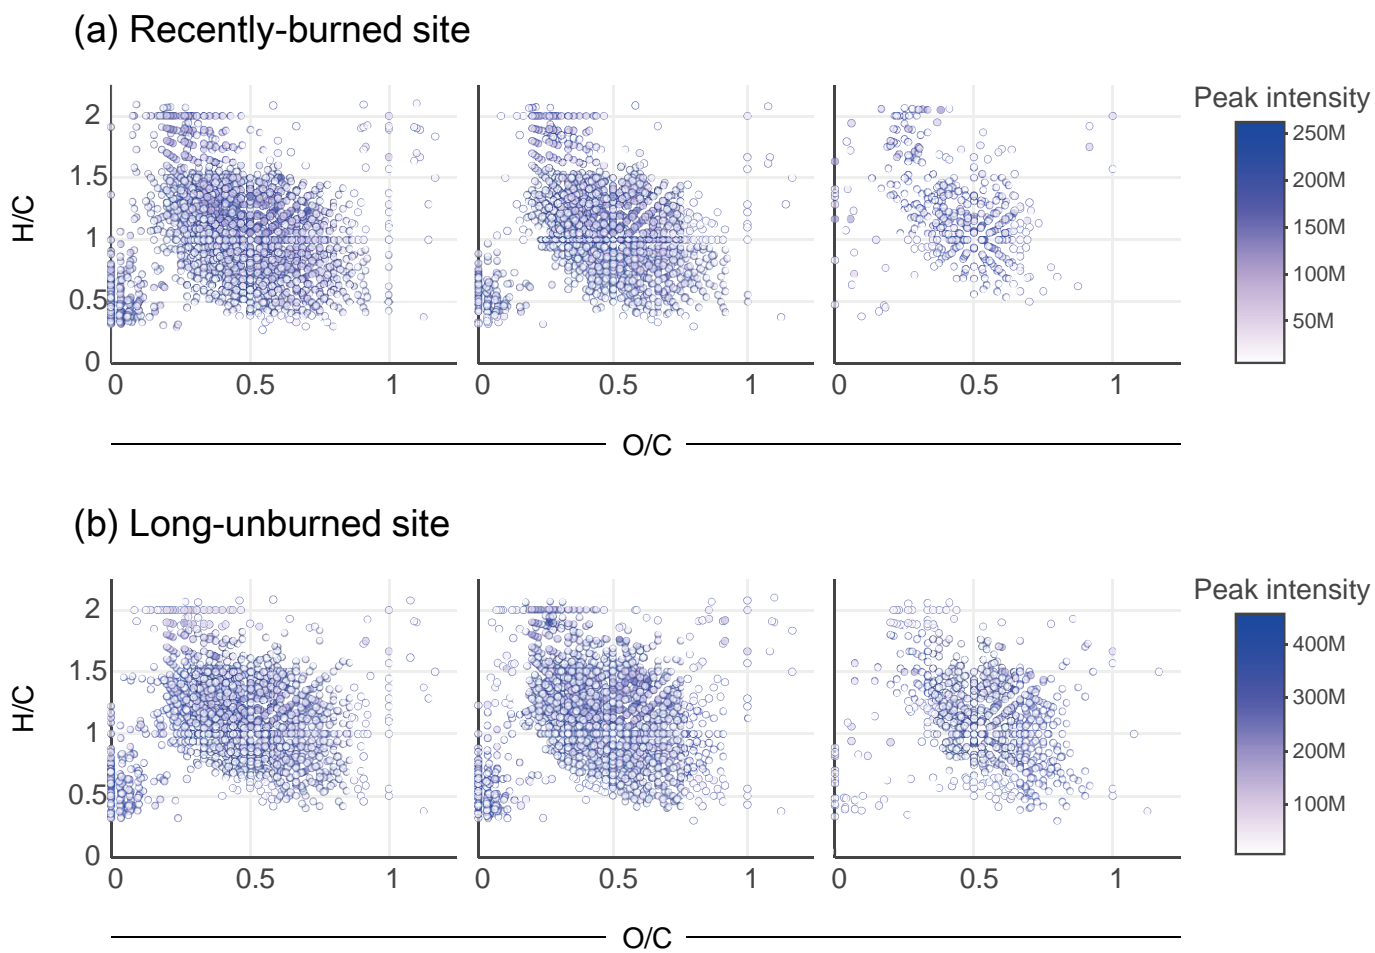 (a) Recently-burned site
Peak intensity
H/C
2
1.5
1
0.5
0
250M
200M
150M
100M
50M
0 0.5 1 0 0.5 1 0 0.5 1
O/C
(b) Long-unburned site
Peak intensity
H/C
2
1.5
1
0.5
0
400M
300M
200M
100M
0 0.5 1 0 0.5 1 0 0.5 1
O/C